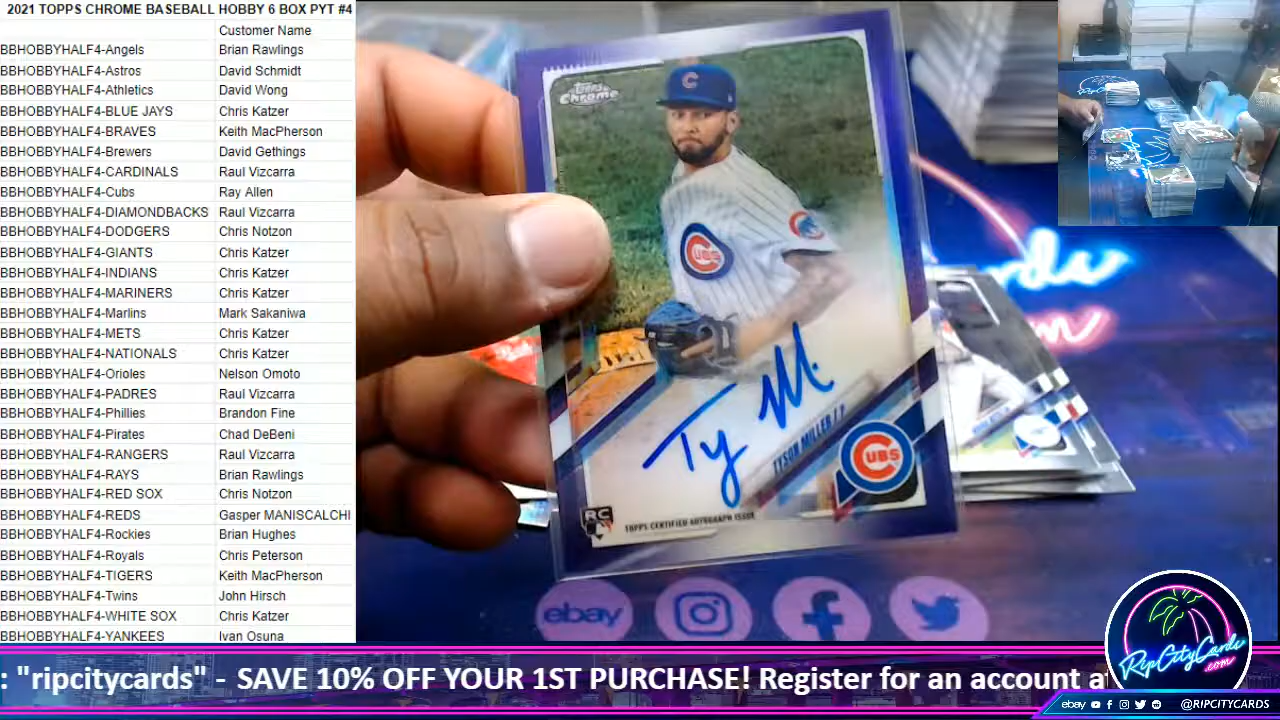 2021 TOPPS CHROME BASEBALL HOBBY 6 BOX PYT #4
Customer Name
BBHOBBYHALF4-Angels Brian Rawlings
BBHOBBYHALF4-Astros David Schmidt
BBHOBBYHALF4-Athletics David Wong
BBHOBBYHALF4-BLUE JAYS Chris Katzer
BBHOBBYHALF4-BRAVES Keith MacPherson
BBHOBBYHALF4-Brewers David Gethings
BBHOBBYHALF4-CARDINALS Raul Vizcarra
BBHOBBYHALF4-Cubs Ray Allen
BBHOBBYHALF4-DIAMONDBACKS Raul Vizcarra
BBHOBBYHALF4-DODGERS Chris Notzon
BBHOBBYHALF4-GIANTS Chris Katzer
BBHOBBYHALF4-INDIANS Chris Katzer
BBHOBBYHALF4-MARINERS Chris Katzer
BBHOBBYHALF4-Marlins Mark Sakaniwa
BBHOBBYHALF4-METS Chris Katzer
BBHOBBYHALF4-NATIONALS Chris Katzer
BBHOBBYHALF4-Orioles Nelson Omoto
BBHOBBYHALF4-PADRES Raul Vizcarra
BBHOBBYHALF4-Phillies Brandon Fine
BBHOBBYHALF4-Pirates Chad DeBeni
BBHOBBYHALF4-RANGERS Raul Vizcarra
BBHOBBYHALF4-RAYS Brian Rawlings
BBHOBBYHALF4-RED SOX Chris Notzon
BBHOBBYHALF4-REDS Gasper MANISCALCHI
BBHOBBYHALF4-Rockies Brian Hughes
BBHOBBYHALF4-Royals Chris Peterson
BBHOBBYHALF4-TIGERS Keith MacPherson
BBHOBBYHALF4-Twins John Hirsch
BBHOBBYHALF4-WHITE SOX Chris Katzer
BBHOBBYHALF4-YANKEES Ivan Osuna
Topps Chrome
C
CUBS
Ty M.
TYSON MILLER
CUBS
RC
TOPPS CERTIFIED AUTOGRAPH ISSUE
ebay
RipCityCards
.com
: "ripcitycards" - SAVE 10% OFF YOUR 1ST PURCHASE! Register for an account a
ebay @RIPCITYCARDS